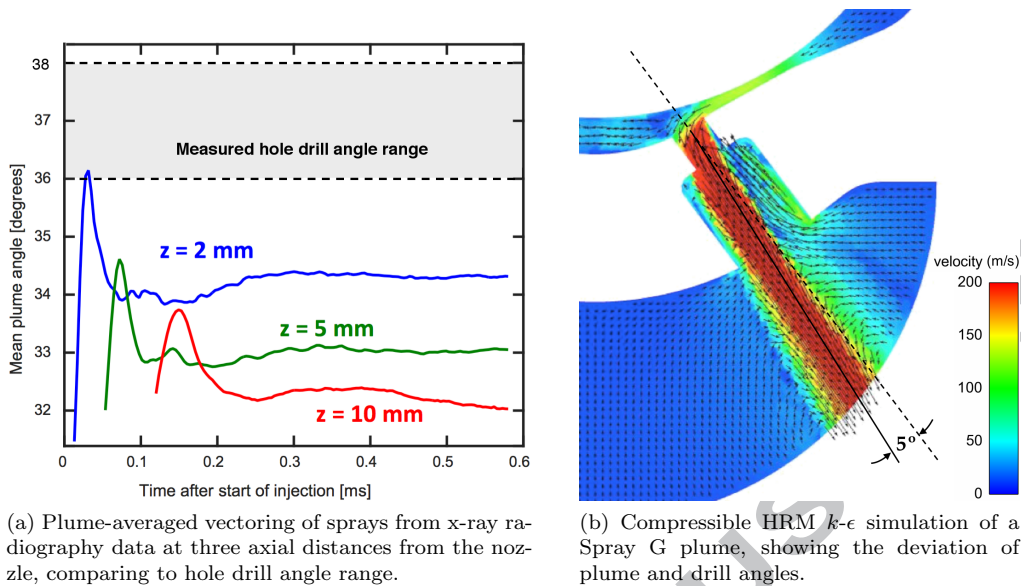 38
37
36
35
34
33
32
Mean plume angle [degrees]
Measured hole drill angle range
z = 2 mm
z = 5 mm
z = 10 mm
0
0.1
0.2
0.3
0.4
0.5
0.6
Time after start of injection [ms]
(a) Plume-averaged vectoring of sprays from x-ray ra-
diography data at three axial distances from the noz-
zle, comparing to hole drill angle range.
velocity (m/s)
200
150
100
50
0
5°
(b) Compressible HRM k-ϵ simulation of a
Spray G plume, showing the deviation of
plume and drill angles.